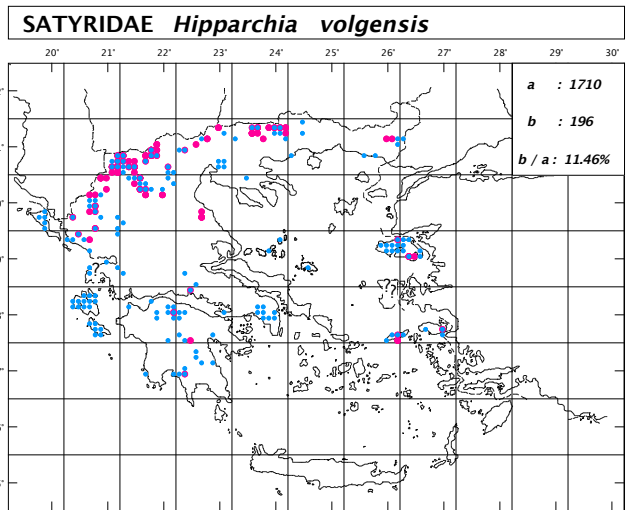 SATYRIDAE Hipparchia volgensis
20' 21' 22' 23' 24' 25' 26' 27' 28' 29' 30'
a : 1710
b : 196
b / a : 11.46%
?
? ?